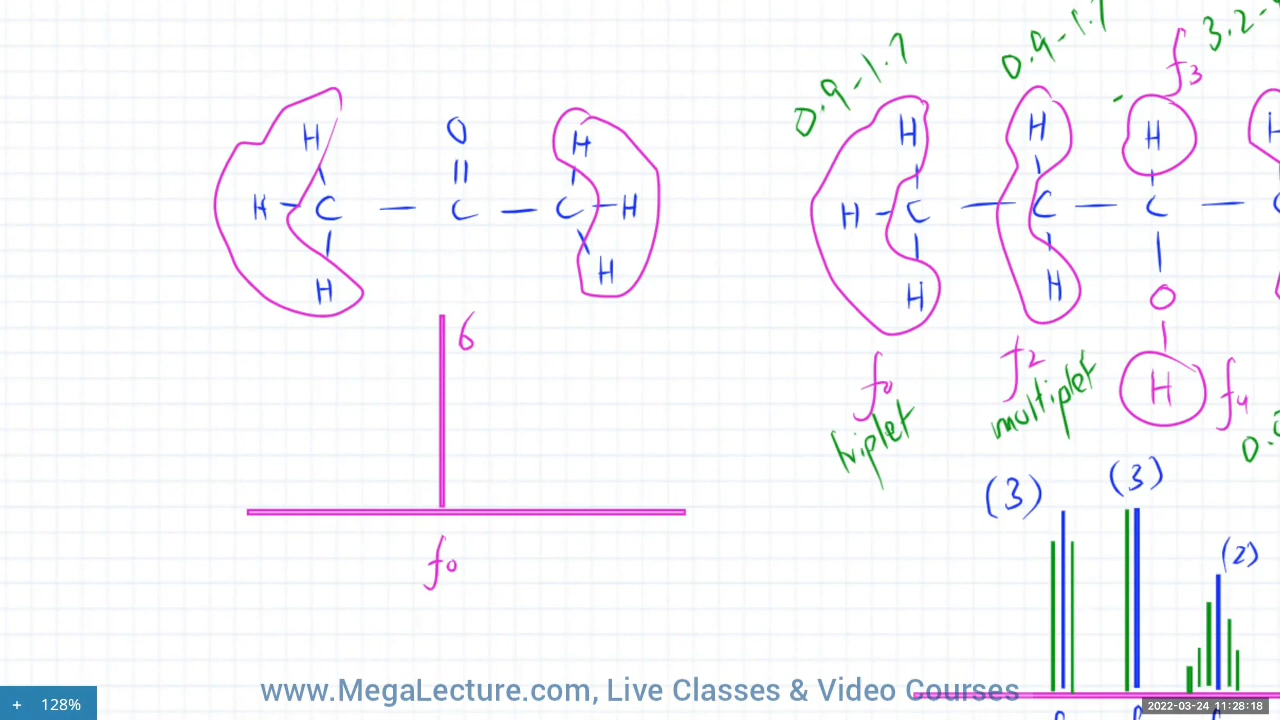 0.9-1.7
0.9-1.7
f3
3.2-
H O H
H - C - C - C - H
H H
H H H
H - C - C - C -
H H O
H
6
f0
f0
triplet
f2
multiplet
f4
(3) (3) (2)
www.MegaLecture.com, Live Classes & Video Courses
+ 128%
2022-03-24 11:28:18